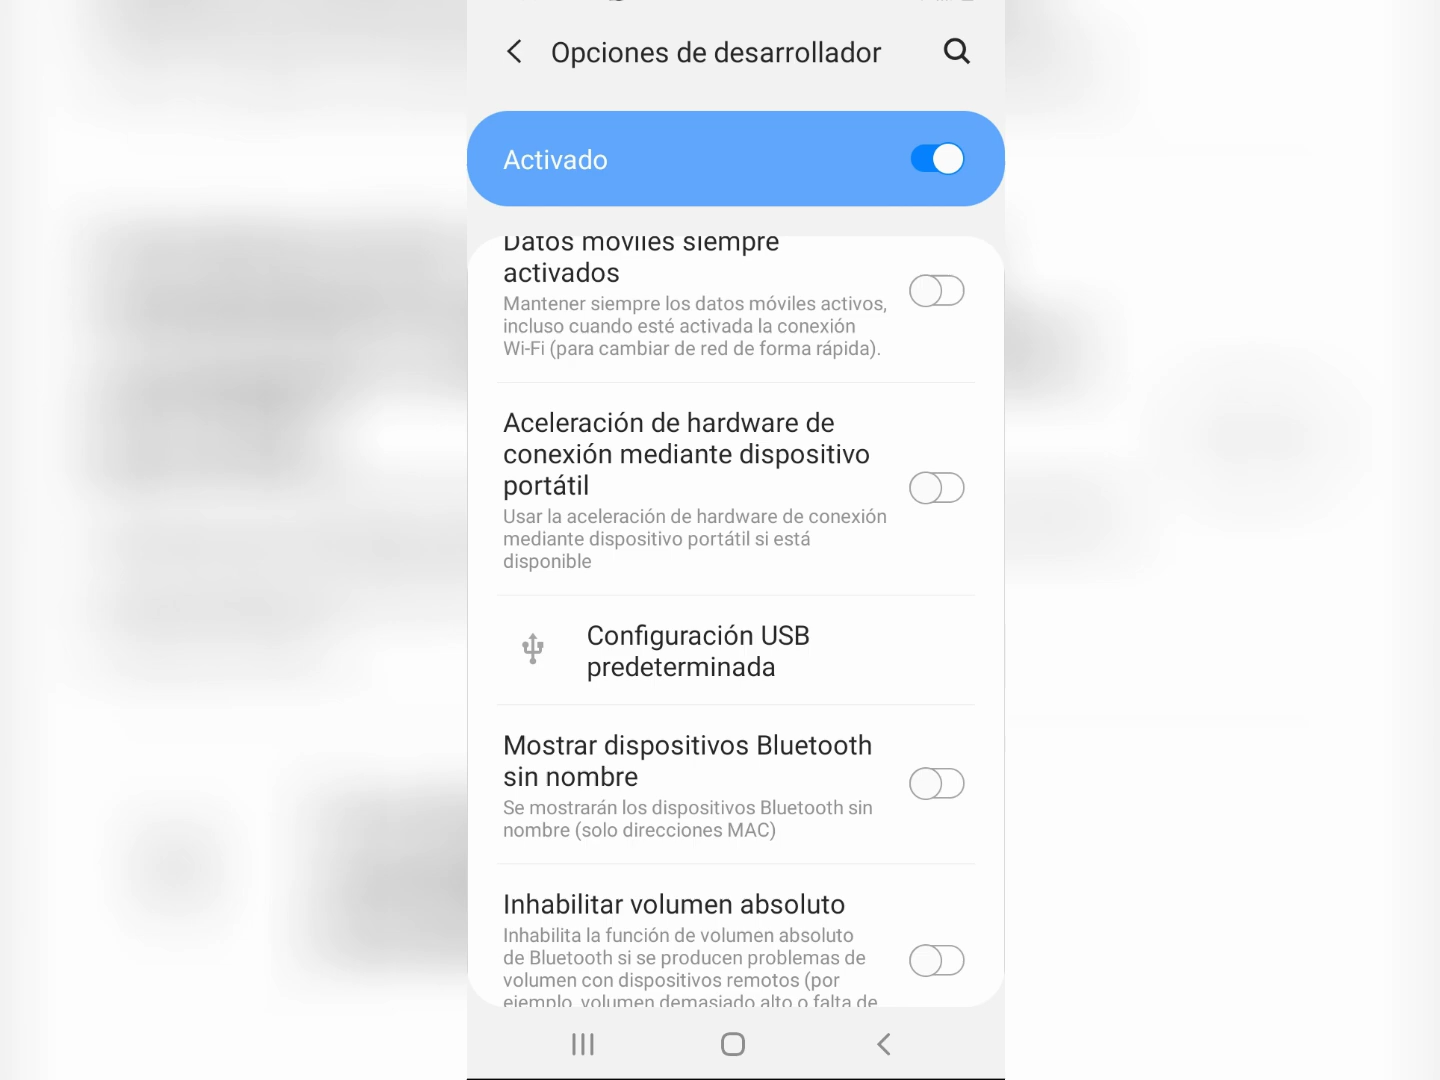 Opciones de desarrollador
Activado
Datos móviles siempre
activados
Mantener siempre los datos móviles activos,
incluso cuando esté activada la conexión
Wi-Fi (para cambiar de red de forma rápida).
Aceleración de hardware de
conexión mediante dispositivo
portátil
Usar la aceleración de hardware de conexión
mediante dispositivo portátil si está
disponible
Configuración USB
predeterminada
Mostrar dispositivos Bluetooth
sin nombre
Se mostrarán los dispositivos Bluetooth sin
nombre (solo direcciones MAC)
Inhabilitar volumen absoluto
Inhabilita la función de volumen absoluto
de Bluetooth si se producen problemas de
volumen con dispositivos remotos (por
ejemplo, volumen demasiado alto o falta de